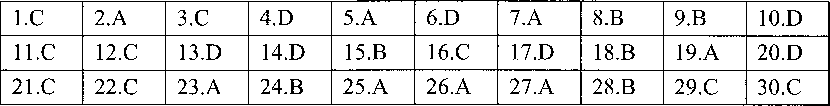 1.C 2.A 3.C 4.D 5.A 6.D 7.A 8.B 9.B 10.D
11.C 12.C 13.D 14.D 15.B 16.C 17.D 18.B 19.A 20.D
21.C 22.C 23.A 24.B 25.A 26.A 27.A 28.B 29.C 30.C